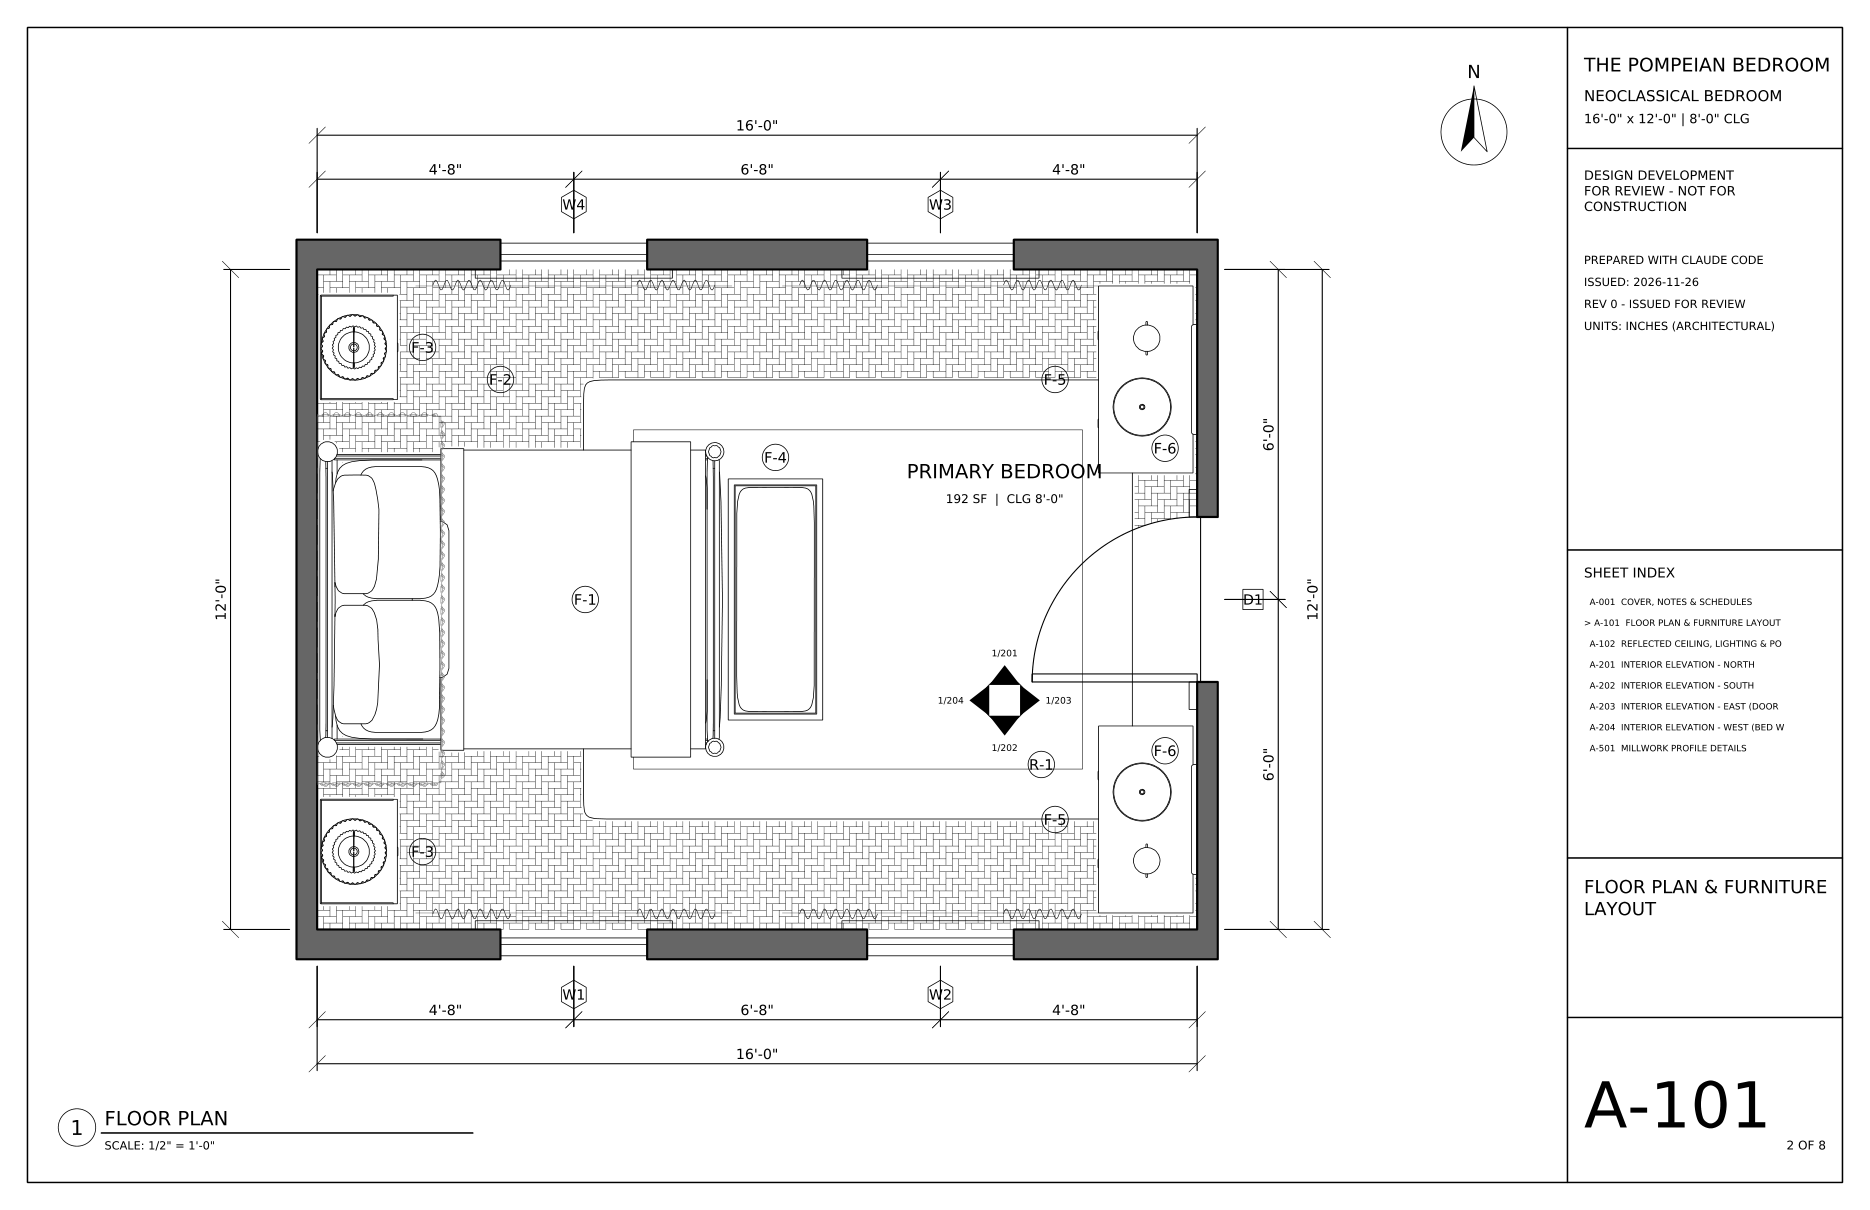 N
16'-0"
4'-8"
6'-8"
4'-8"
W4
W3
F-3
F-2
F-5
F-4
F-6
PRIMARY BEDROOM
192 SF | CLG 8'-0"
6'-0"
12'-0"
F-1
D1
12'-0"
1/201
1/204
1/203
1/202
F-6
R-1
6'-0"
F-5
F-3
W1
W2
4'-8"
6'-8"
4'-8"
16'-0"
1
FLOOR PLAN
SCALE: 1/2" = 1'-0"
THE POMPEIAN BEDROOM
NEOCLASSICAL BEDROOM
16'-0" x 12'-0" | 8'-0" CLG
DESIGN DEVELOPMENT
FOR REVIEW - NOT FOR
CONSTRUCTION
PREPARED WITH CLAUDE CODE
ISSUED: 2026-11-26
REV 0 - ISSUED FOR REVIEW
UNITS: INCHES (ARCHITECTURAL)
SHEET INDEX
A-001 COVER, NOTES & SCHEDULES
> A-101 FLOOR PLAN & FURNITURE LAYOUT
A-102 REFLECTED CEILING, LIGHTING & PO
A-201 INTERIOR ELEVATION - NORTH
A-202 INTERIOR ELEVATION - SOUTH
A-203 INTERIOR ELEVATION - EAST (DOOR
A-204 INTERIOR ELEVATION - WEST (BED W
A-501 MILLWORK PROFILE DETAILS
FLOOR PLAN & FURNITURE
LAYOUT
A-101
2 OF 8